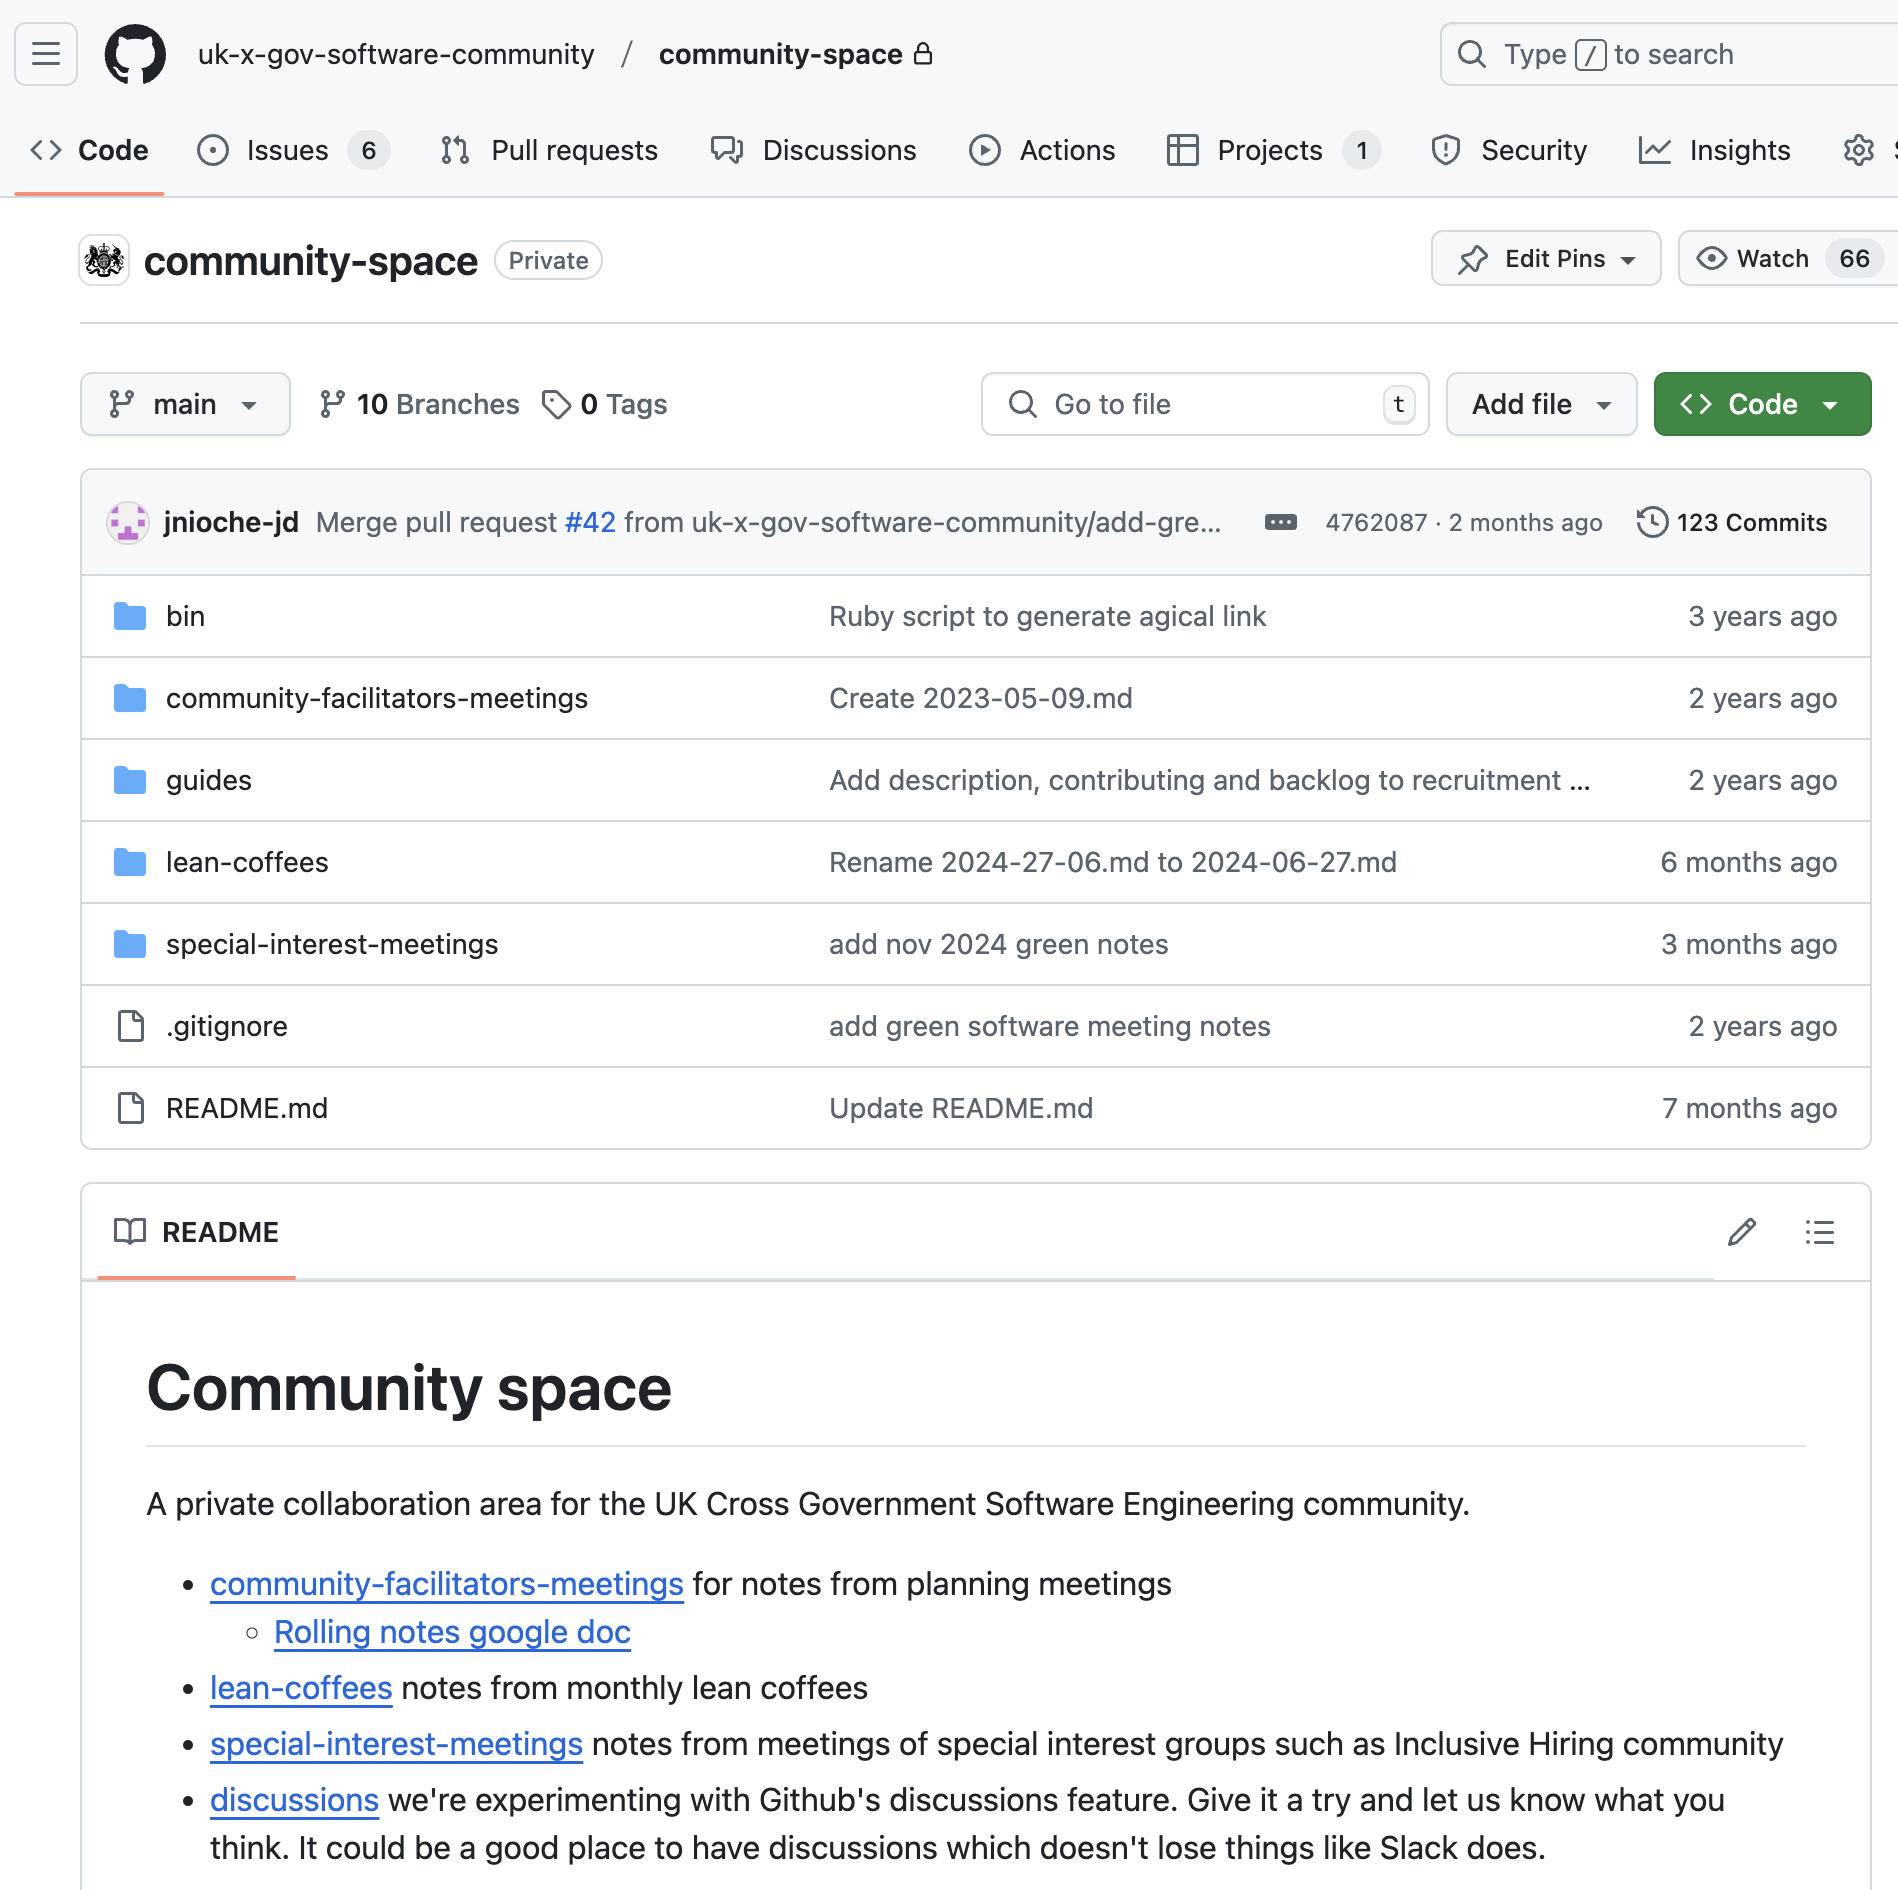 uk-x-gov-software-community / community-space
Type / to search
Code Issues 6 Pull requests Discussions Actions Projects 1 Security Insights
community-space Private
Edit Pins Watch 66
main 10 Branches 0 Tags
Go to file t Add file Code
jnioche-jd Merge pull request #42 from uk-x-gov-software-community/add-gre... 4762087 · 2 months ago 123 Commits
bin Ruby script to generate agical link 3 years ago
community-facilitators-meetings Create 2023-05-09.md 2 years ago
guides Add description, contributing and backlog to recruitment ... 2 years ago
lean-coffees Rename 2024-27-06.md to 2024-06-27.md 6 months ago
special-interest-meetings add nov 2024 green notes 3 months ago
.gitignore add green software meeting notes 2 years ago
README.md Update README.md 7 months ago
README
Community space
A private collaboration area for the UK Cross Government Software Engineering community.
• community-facilitators-meetings for notes from planning meetings
◦ Rolling notes google doc
• lean-coffees notes from monthly lean coffees
• special-interest-meetings notes from meetings of special interest groups such as Inclusive Hiring community
• discussions we're experimenting with Github's discussions feature. Give it a try and let us know what you
think. It could be a good place to have discussions which doesn't lose things like Slack does.